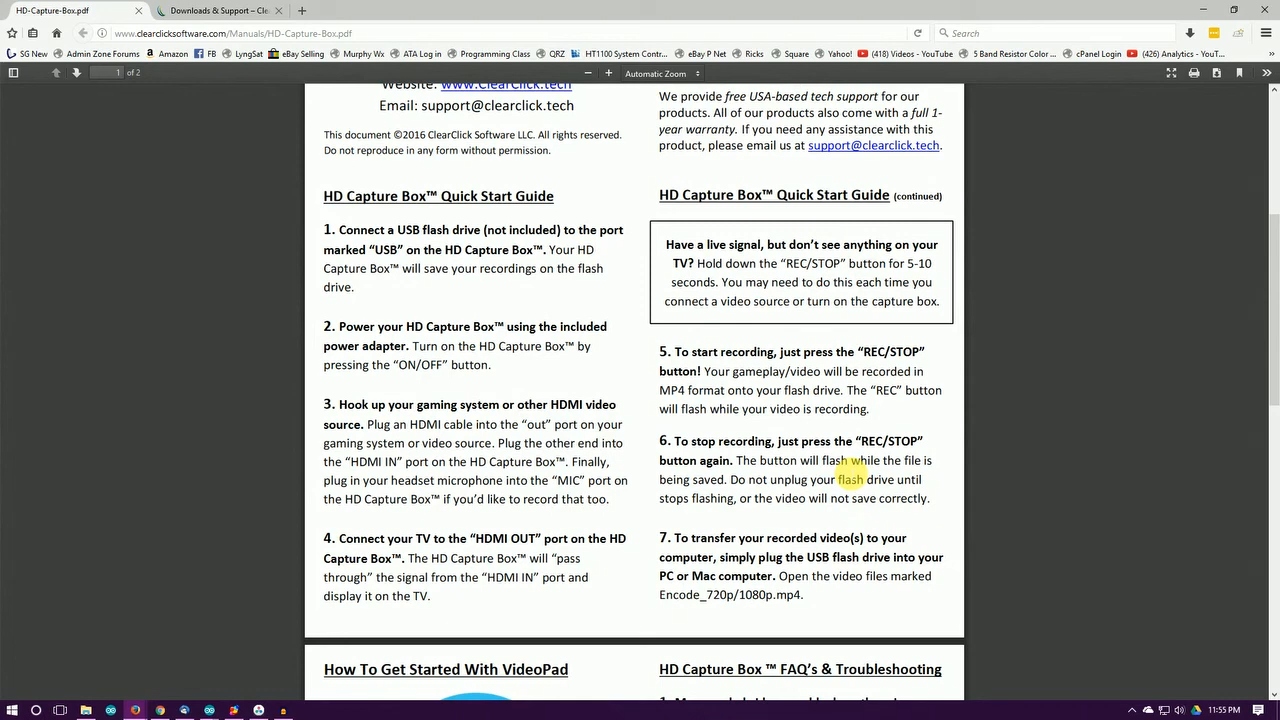 HD-Capture-Box.pdf
Downloads & Support – Cle
www.clearclicksoftware.com/Manuals/HD-Capture-Box.pdf
Search
SG New
Admin Zone Forums
FB
LyngSat
eBay Selling
Murphy Wx
ATA Log in
Programming Class
QRZ
HT1100 System Contr...
eBay P Net
Ricks
Square
Yahoo!
(418) Videos - YouTube
5 Band Resistor Color ...
cPanel Login
(426) Analytics - YouT...
1 of 2
Automatic Zoom
Website: www.ClearClick.tech
Email: support@clearclick.tech
This document ©2016 ClearClick Software LLC. All rights reserved.
Do not reproduce in any form without permission.
HD Capture Box™ Quick Start Guide
1. Connect a USB flash drive (not included) to the port
marked “USB” on the HD Capture Box™. Your HD
Capture Box™ will save your recordings on the flash
drive.
2. Power your HD Capture Box™ using the included
power adapter. Turn on the HD Capture Box™ by
pressing the “ON/OFF” button.
3. Hook up your gaming system or other HDMI video
source. Plug an HDMI cable into the “out” port on your
gaming system or video source. Plug the other end into
the “HDMI IN” port on the HD Capture Box™. Finally,
plug in your headset microphone into the “MIC” port on
the HD Capture Box™ if you’d like to record that too.
4. Connect your TV to the “HDMI OUT” port on the HD
Capture Box™. The HD Capture Box™ will “pass
through” the signal from the “HDMI IN” port and
display it on the TV.
We provide free USA-based tech support for our
products. All of our products also come with a full 1-
year warranty. If you need any assistance with this
product, please email us at support@clearclick.tech.
HD Capture Box™ Quick Start Guide (continued)
Have a live signal, but don’t see anything on your
TV? Hold down the “REC/STOP” button for 5-10
seconds. You may need to do this each time you
connect a video source or turn on the capture box.
5. To start recording, just press the “REC/STOP”
button! Your gameplay/video will be recorded in
MP4 format onto your flash drive. The “REC” button
will flash while your video is recording.
6. To stop recording, just press the “REC/STOP”
button again. The button will flash while the file is
being saved. Do not unplug your flash drive until
stops flashing, or the video will not save correctly.
7. To transfer your recorded video(s) to your
computer, simply plug the USB flash drive into your
PC or Mac computer. Open the video files marked
Encode_720p/1080p.mp4.
How To Get Started With VideoPad
HD Capture Box ™ FAQ’s & Troubleshooting
11:55 PM